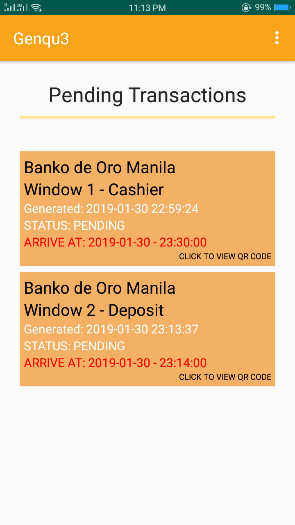 11:13 PM
99%
Genqu3
Pending Transactions
Banko de Oro Manila
Window 1 - Cashier
Generated: 2019-01-30 22:59:24
STATUS: PENDING
ARRIVE AT: 2019-01-30 - 23:30:00
CLICK TO VIEW QR CODE
Banko de Oro Manila
Window 2 - Deposit
Generated: 2019-01-30 23:13:37
STATUS: PENDING
ARRIVE AT: 2019-01-30 - 23:14:00
CLICK TO VIEW QR CODE